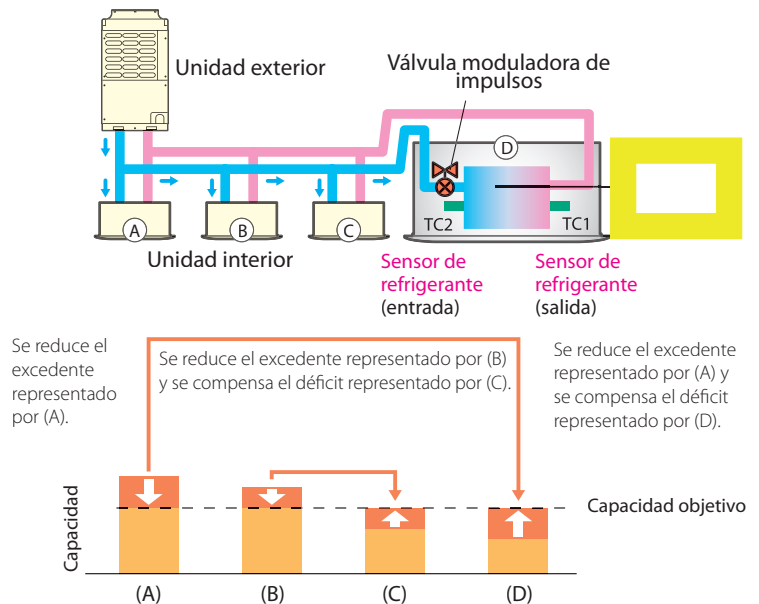 Unidad exterior
Válvula moduladora de
impulsos
D
A
B
C
TC2
TC1
Unidad interior
Sensor de
refrigerante
(entrada)
Sensor de
refrigerante
(salida)
Se reduce el
excedente
representado
por (A).
Se reduce el excedente representado por (B)
y se compensa el déficit representado por (C).
Se reduce el excedente
representado por (A) y
se compensa el déficit
representado por (D).
Capacidad
Capacidad objetivo
(A)
(B)
(C)
(D)